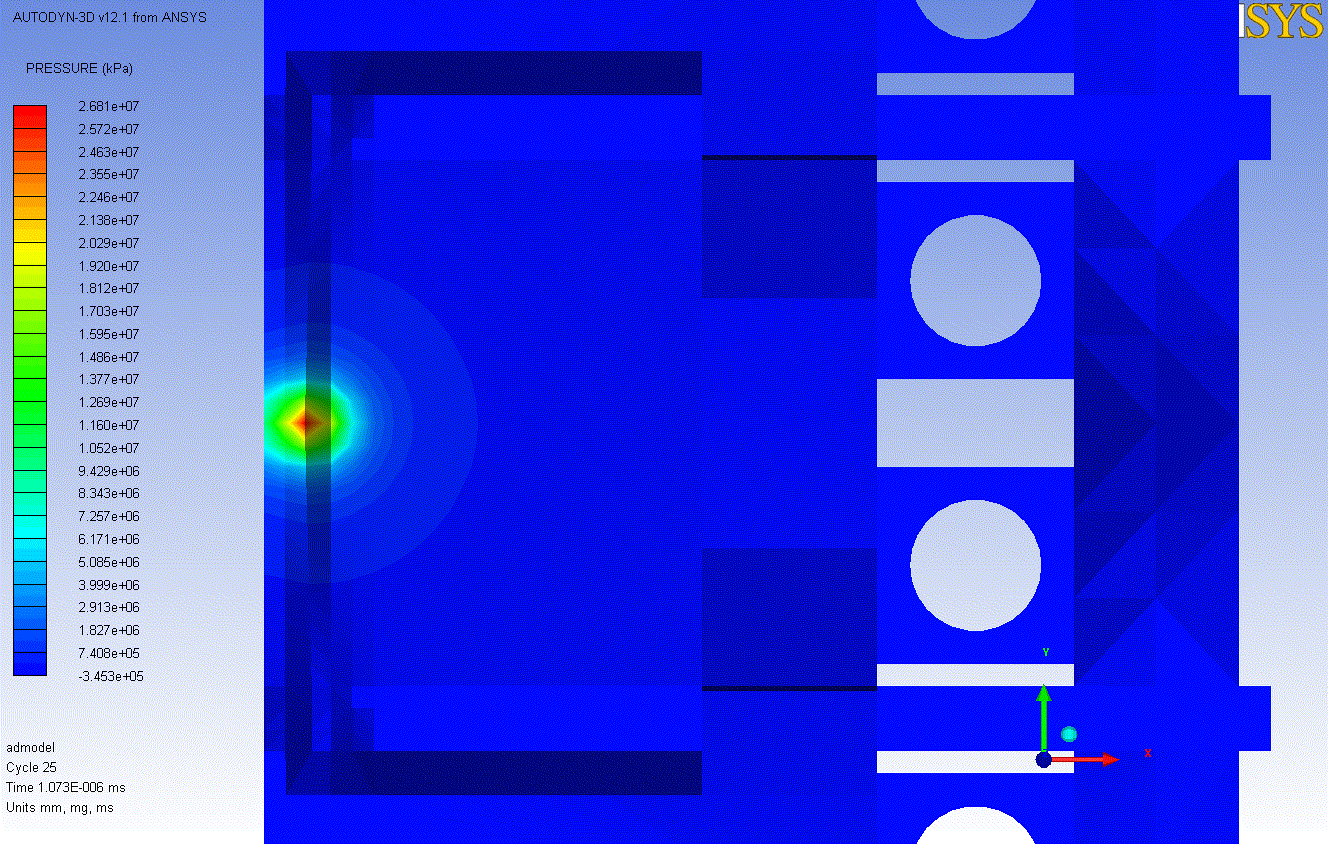 AUTODYN-3D v12.1 from ANSYS
SYS
PRESSURE (kPa)
2.681e+07
2.572e+07
2.463e+07
2.355e+07
2.246e+07
2.138e+07
2.029e+07
1.920e+07
1.812e+07
1.703e+07
1.595e+07
1.486e+07
1.377e+07
1.269e+07
1.160e+07
1.052e+07
9.429e+06
8.343e+06
7.257e+06
6.171e+06
5.085e+06
3.999e+06
2.913e+06
1.827e+06
7.408e+05
-3.453e+05
Y
X
admodel
Cycle 25
Time 1.073E-006 ms
Units mm, mg, ms